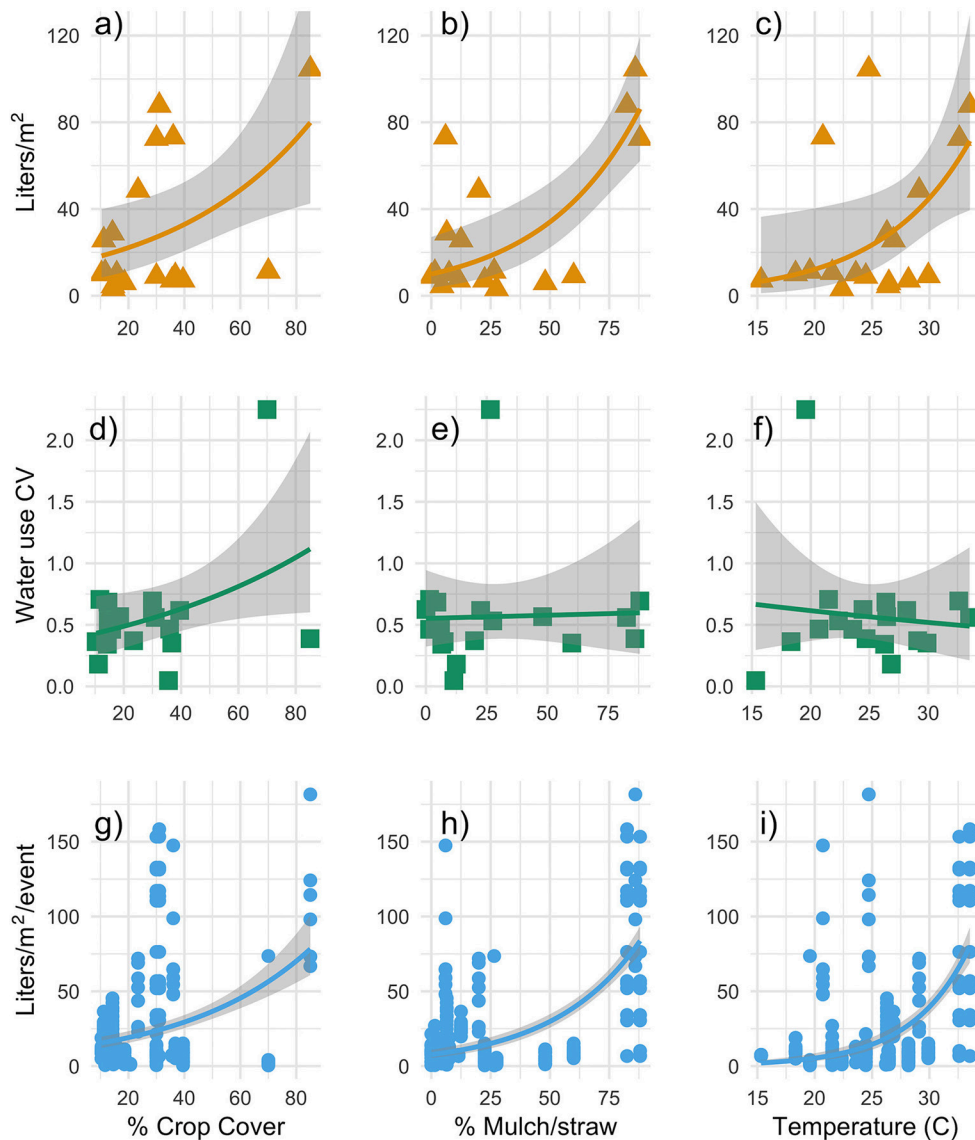 a) b) c)
120 120 120
80 80 80
40 40 40
0 0 0
Liters/m²
20 40 60 80 0 25 50 75 15 20 25 30
d) e) f)
2.0 2.0 2.0
1.5 1.5 1.5
1.0 1.0 1.0
0.5 0.5 0.5
0.0 0.0 0.0
Water use CV
20 40 60 80 0 25 50 75 15 20 25 30
g) h) i)
150 150 150
100 100 100
50 50 50
0 0 0
Liters/m²/event
20 40 60 80 0 25 50 75 15 20 25 30
% Crop Cover % Mulch/straw Temperature (C)